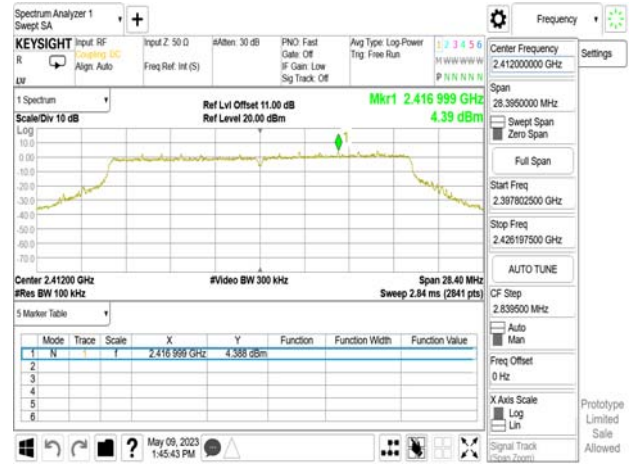 Spectrum Analyzer 1
Swept SA
Frequency
KEYSIGHT
R
LV
Input: RF
Coupling: DC
Align: Auto
Input Z: 50 Ω
Freq Ref: Int (S)
#Atten: 30 dB
PNO: Fast
Gate: Off
IF Gain: Low
Sig Track: Off
Avg Type: Log-Power
Trig: Free Run
1 2 3 4 5 6
M W W W W W
P N N N N N
1 Spectrum
Scale/Div 10 dB
Ref Lvl Offset 11.00 dB
Ref Level 20.00 dBm
Mkr1 2.416 999 GHz
4.39 dBm
Log
10.0
0.00
-10.0
-20.0
-30.0
-40.0
-50.0
-60.0
-70.0
1
Center 2.41200 GHz
#Res BW 100 kHz
#Video BW 300 kHz
Span 28.40 MHz
Sweep 2.84 ms (2841 pts)
5 Marker Table
Mode Trace Scale X Y Function Function Width Function Value
1 N 1 f 2.416 999 GHz 4.388 dBm
2
3
4
5
6
May 09, 2023
1:45:43 PM
Center Frequency
2.412000000 GHz
Settings
Span
28.3950000 MHz
Swept Span
Zero Span
Full Span
Start Freq
2.397802500 GHz
Stop Freq
2.426197500 GHz
AUTO TUNE
CF Step
2.839500 MHz
Auto
Man
Freq Offset
0 Hz
X Axis Scale
Log
Lin
Signal Track
(Span Zoom)
Prototype
Limited
Sale
Allowed